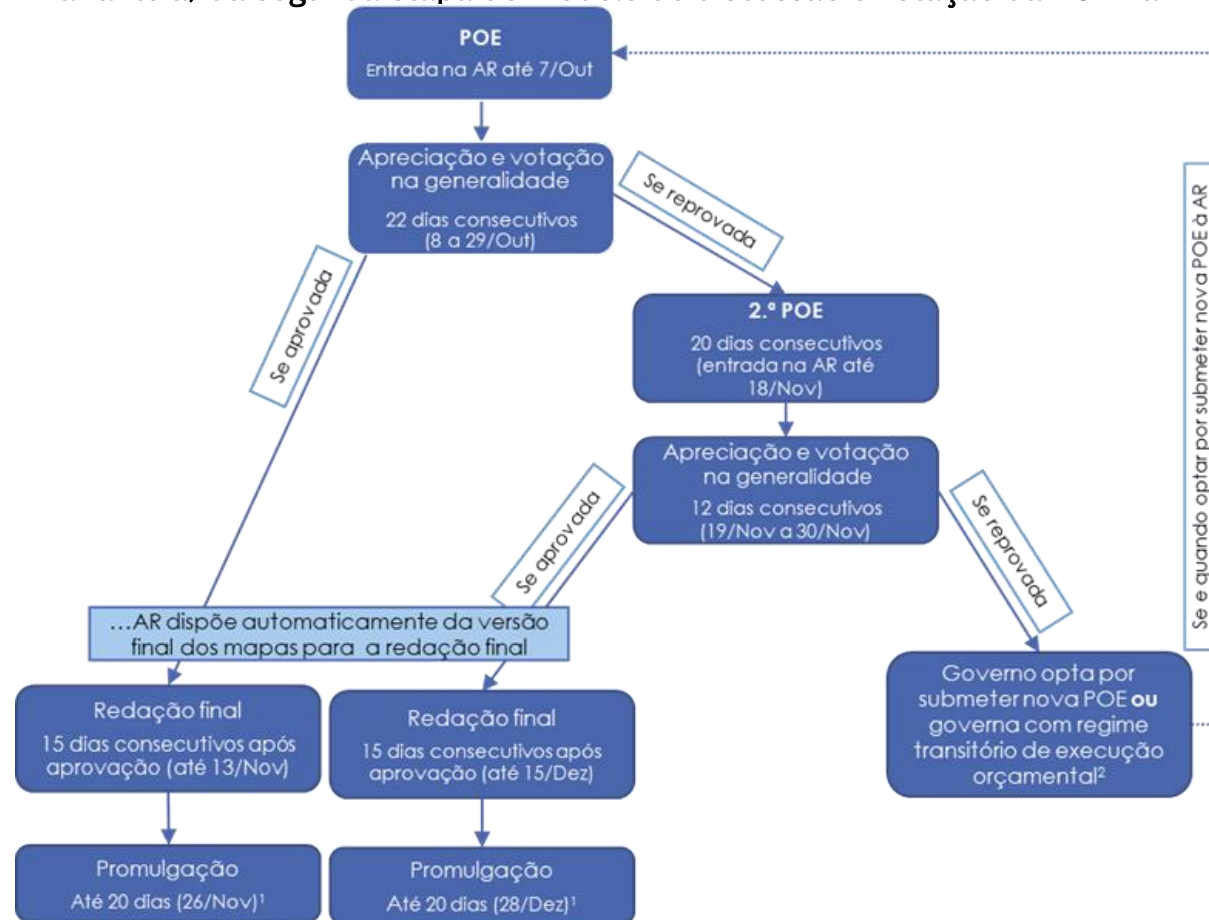 POE
Entrada na AR até 7/Out
Apreciação e votação
na generalidade
22 dias consecutivos
(8 a 29/Out)
Se reprovada
Se aprovada
2.ª POE
20 dias consecutivos
(entrada na AR até
18/Nov)
Apreciação e votação
na generalidade
12 dias consecutivos
(19/Nov a 30/Nov)
Se aprovada
Se reprovada
Se e quando optar por submeter nova POE à AR
...AR dispõe automaticamente da versão
final dos mapas para a redação final
Redação final
15 dias consecutivos após
aprovação (até 13/Nov)
Redação final
15 dias consecutivos após
aprovação (até 15/Dez)
Governo opta por
submeter nova POE ou
governa com regime
transitório de execução
orçamental²
Promulgação
Até 20 dias (26/Nov)¹
Promulgação
Até 20 dias (28/Dez)¹